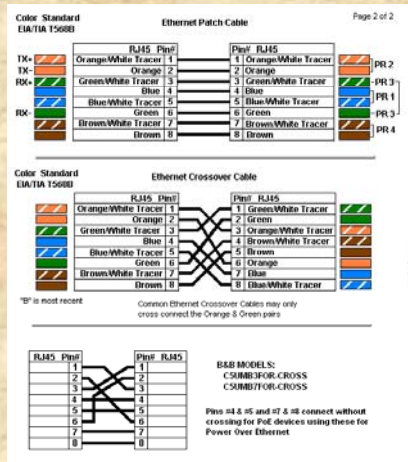 Color Standard
EIA/TIA T568B
Ethernet Patch Cable
Page 2 of 2
RJ45 Pin# Pin# RJ45
TX+ Orange/White Tracer 1 1 Orange/White Tracer
TX- Orange 2 2 Orange PR 2
RX+ Green/White Tracer 3 3 Green/White Tracer PR 3
Blue 4 4 Blue
Blue/White Tracer 5 5 Blue/White Tracer PR 1
RX- Green 6 6 Green PR 3
Brown/White Tracer 7 7 Brown/White Tracer
Brown 8 8 Brown PR 4
Color Standard
EIA/TIA T568B
Ethernet Crossover Cable
RJ45 Pin# Pin# RJ45
Orange/White Tracer 1 1 Green/White Tracer
Orange 2 2 Green
Green/White Tracer 3 3 Orange/White Tracer
Blue 4 4 Brown/White Tracer
Blue/White Tracer 5 5 Brown
Green 6 6 Orange
Brown/White Tracer 7 7 Blue
Brown 8 8 Blue/White Tracer
"B" is most recent
Common Ethernet Crossover Cables may only
cross connect the Orange & Green pairs
RJ45 Pin# Pin# RJ45
1 1
2 2
3 3
4 4
5 5
6 6
7 7
8 8
B&B MODELS:
C5UMB3FOR-CROSS
C5UMB7FOR-CROSS
Pins #4 & #5 and #7 & #8 connect without
crossing for PoE devices using these for
Power Over Ethernet